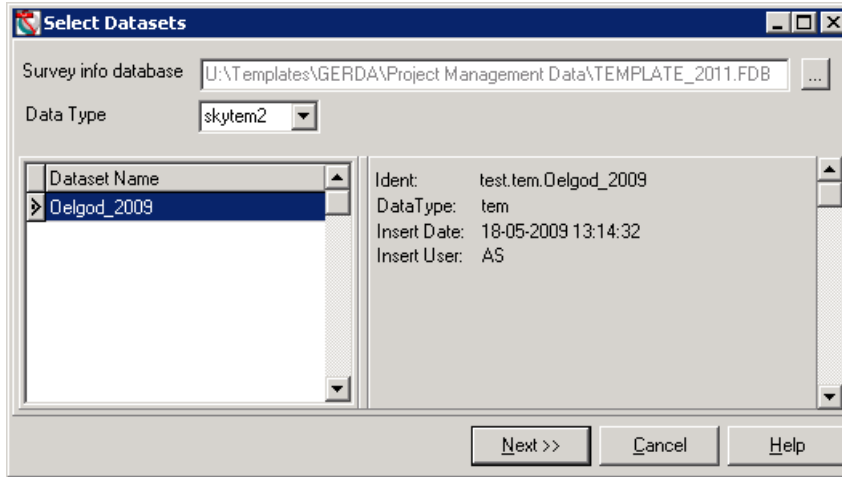 Select Datasets
Survey info database U:\Templates\GERDA\Project Management Data\TEMPLATE_2011.FDB ...
Data Type skytem2
Dataset Name
Oelgod_2009
Ident: test.tem.Oelgod_2009
DataType: tem
Insert Date: 18-05-2009 13:14:32
Insert User: AS
Next >> Cancel Help